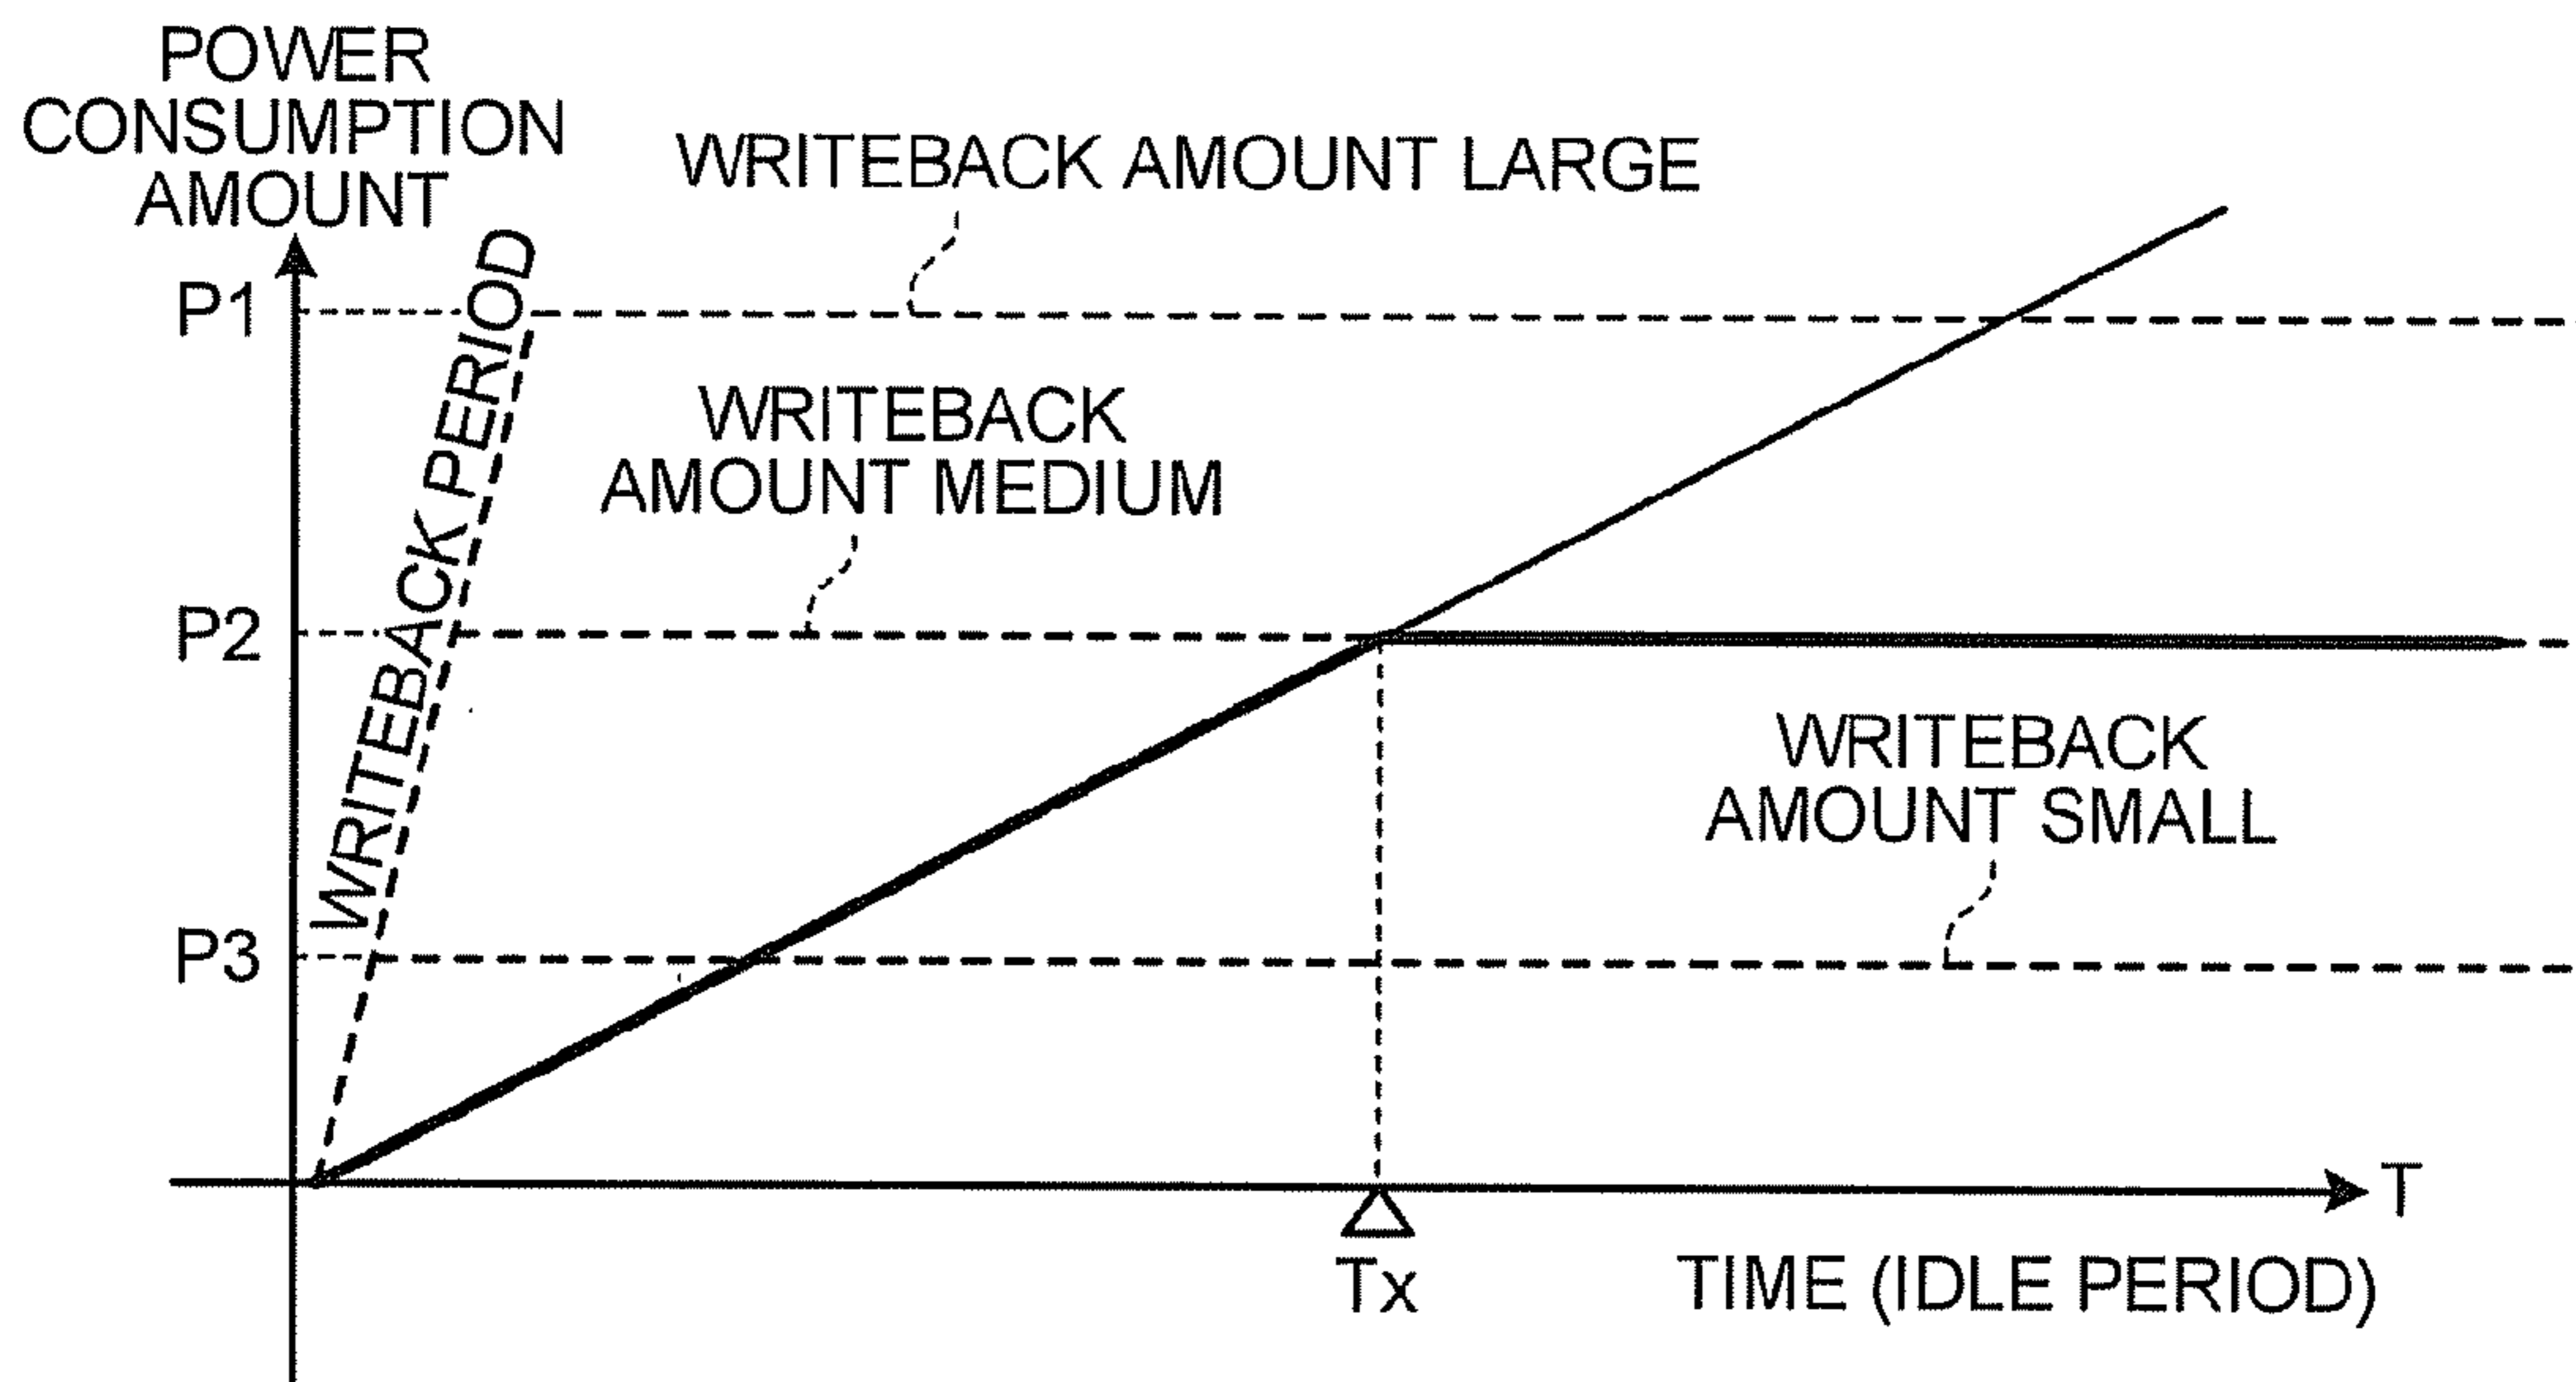 POWER
CONSUMPTION
AMOUNT
WRITEBACK AMOUNT LARGE
P1
WRITEBACK PERIOD
WRITEBACK
AMOUNT MEDIUM
P2
WRITEBACK
AMOUNT SMALL
P3
T
Tx
TIME (IDLE PERIOD)